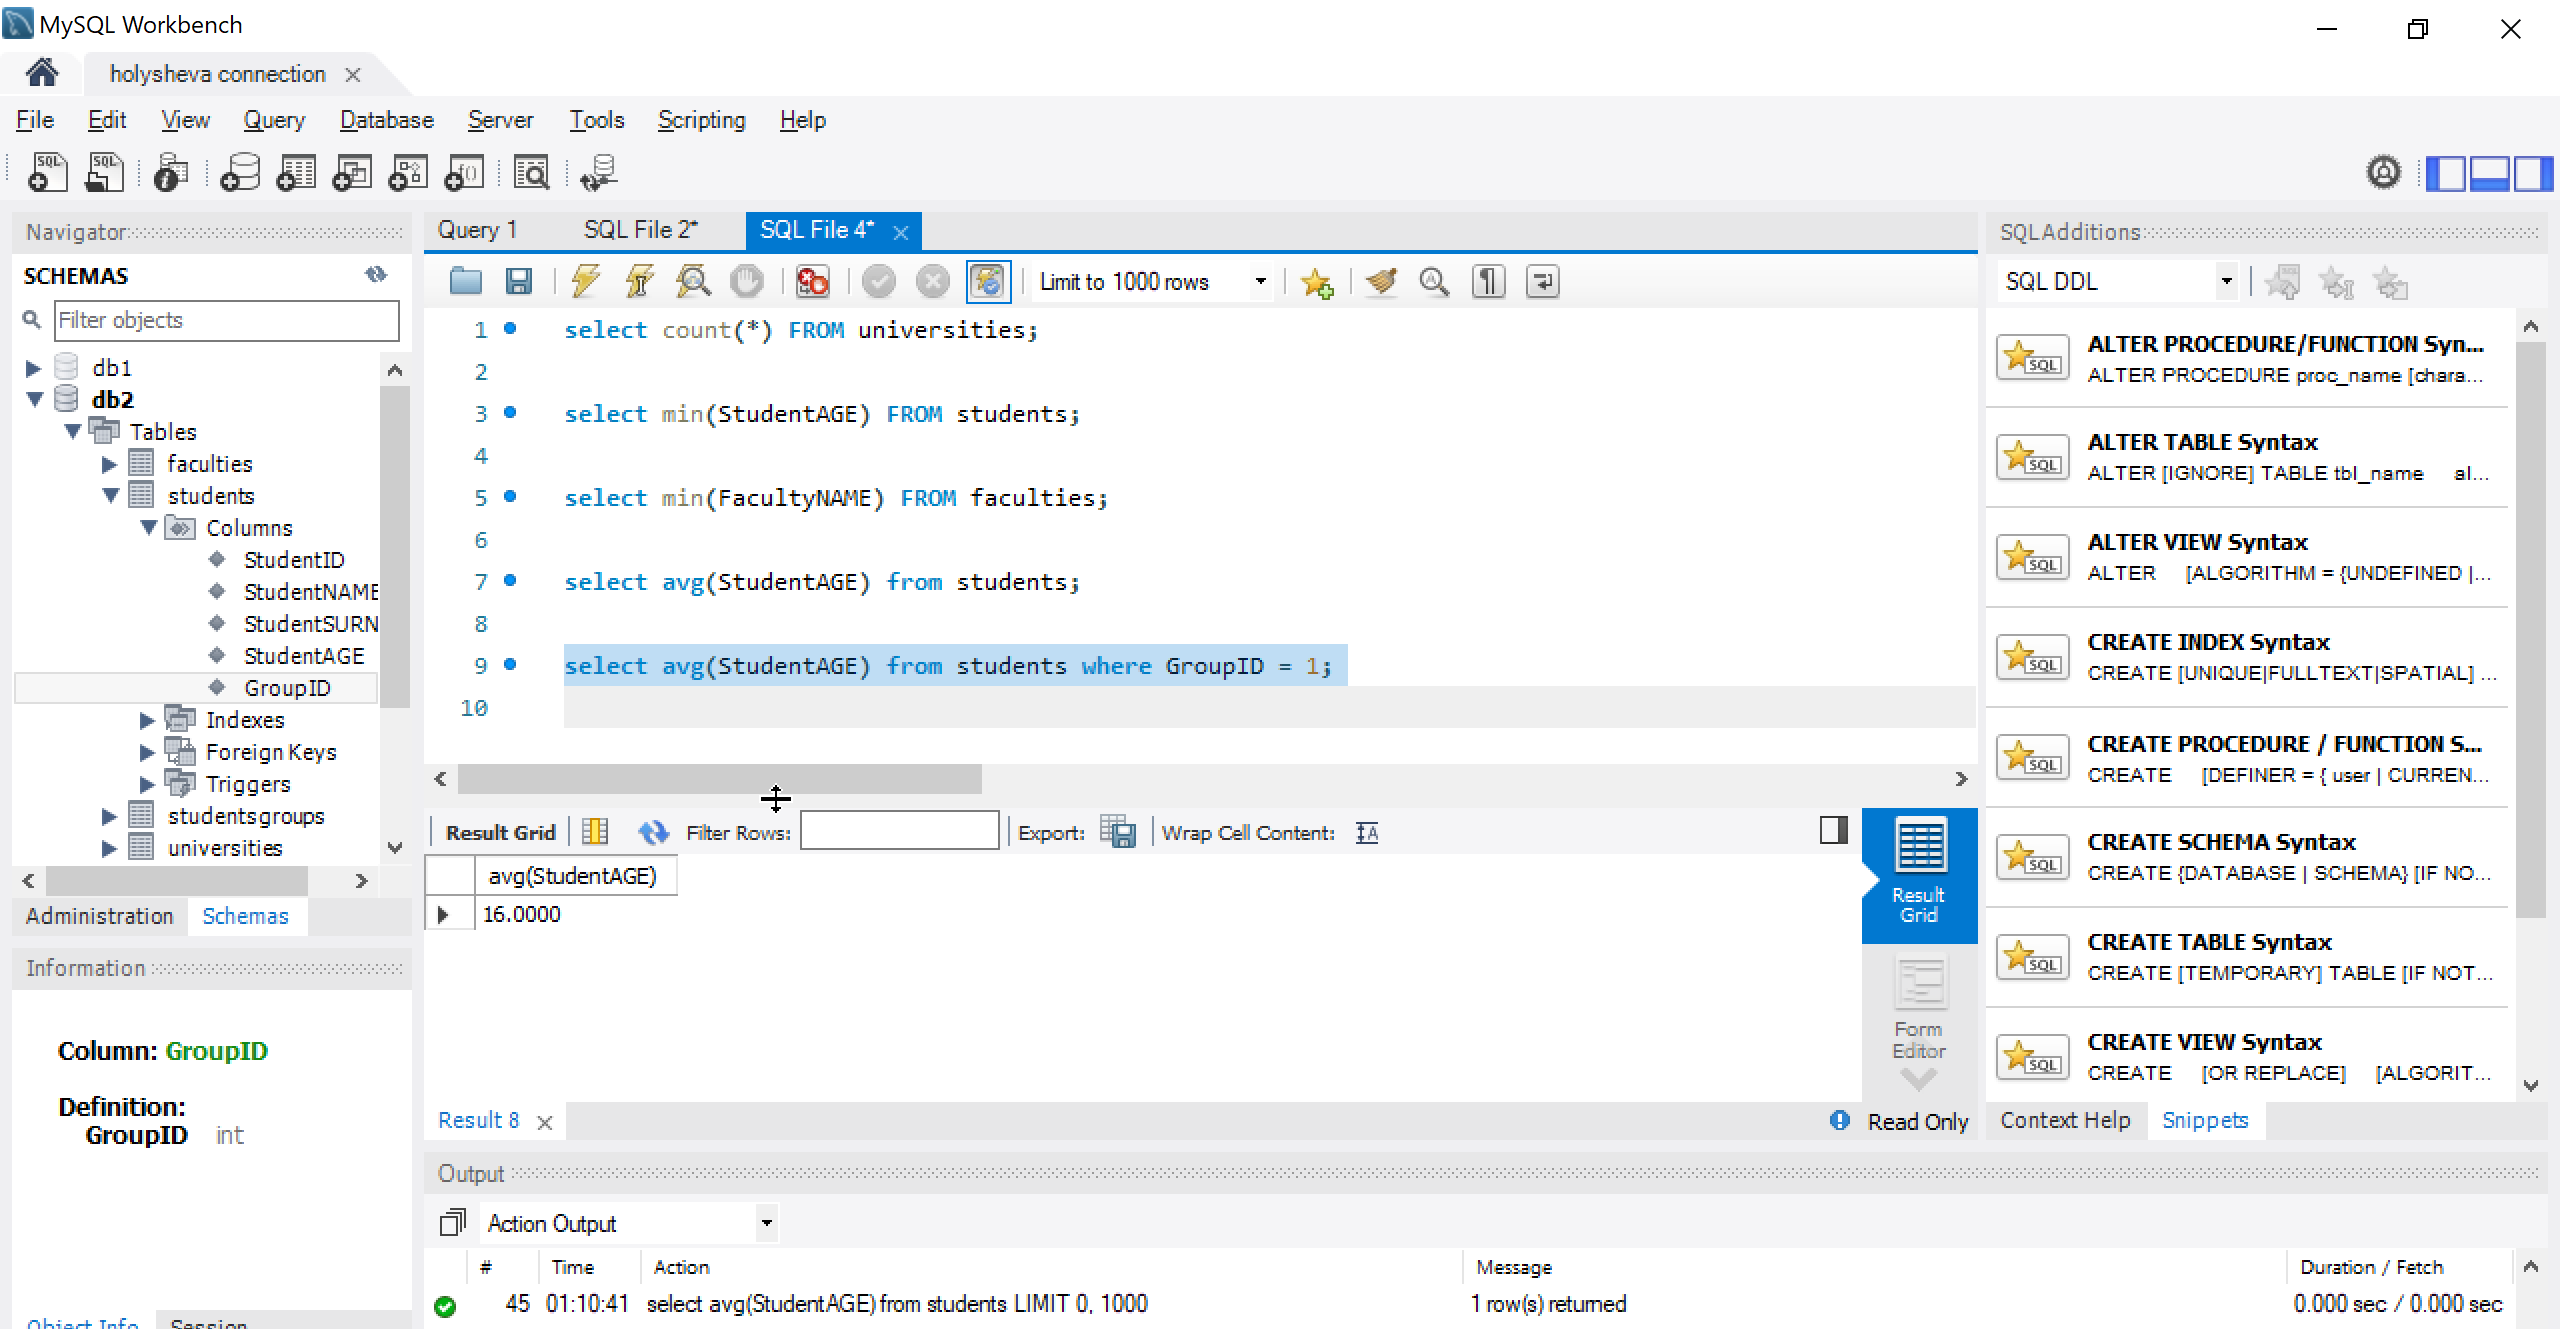 MySQL Workbench
holysheva connection
File Edit View Query Database Server Tools Scripting Help
Navigator
SCHEMAS
Filter objects
db1
db2
Tables
faculties
students
Columns
StudentID
StudentNAME
StudentSURN
StudentAGE
GroupID
Indexes
Foreign Keys
Triggers
studentsgroups
universities
Administration Schemas
Information
Column: GroupID
Definition:
GroupID int
Object Info Session
Query 1 SQL File 2* SQL File 4*
Limit to 1000 rows
1 select count(*) FROM universities;
2
3 select min(StudentAGE) FROM students;
4
5 select min(FacultyNAME) FROM faculties;
6
7 select avg(StudentAGE) from students;
8
9 select avg(StudentAGE) from students where GroupID = 1;
10
Result Grid Filter Rows: Export: Wrap Cell Content:
avg(StudentAGE)
16.0000
Result
Grid
Form
Editor
Result 8 Read Only
SQLAdditions
SQL DDL
ALTER PROCEDURE/FUNCTION Syn...
ALTER PROCEDURE proc_name [chara...
ALTER TABLE Syntax
ALTER [IGNORE] TABLE tbl_name al...
ALTER VIEW Syntax
ALTER [ALGORITHM = {UNDEFINED |...
CREATE INDEX Syntax
CREATE [UNIQUE|FULLTEXT|SPATIAL] ...
CREATE PROCEDURE / FUNCTION S...
CREATE [DEFINER = { user | CURREN...
CREATE SCHEMA Syntax
CREATE {DATABASE | SCHEMA} [IF NO...
CREATE TABLE Syntax
CREATE [TEMPORARY] TABLE [IF NOT...
CREATE VIEW Syntax
CREATE [OR REPLACE] [ALGORIT...
Context Help Snippets
Output
Action Output
# Time Action Message Duration / Fetch
45 01:10:41 select avg(StudentAGE) from students LIMIT 0, 1000 1 row(s) returned 0.000 sec / 0.000 sec